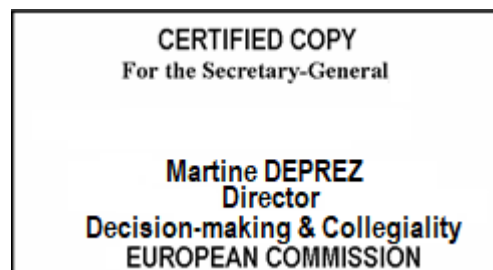 CERTIFIED COPY
For the Secretary-General
Martine DEPREZ
Director
Decision-making & Collegiality
EUROPEAN COMMISSION